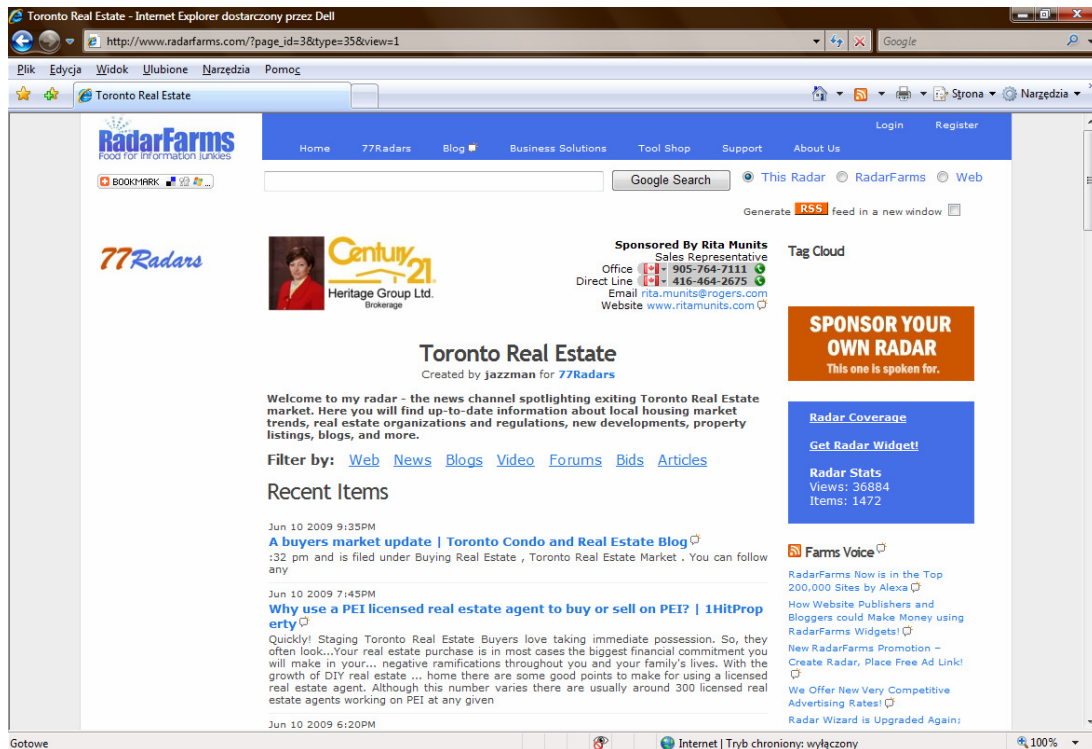 Toronto Real Estate - Internet Explorer dostarczony przez Dell
http://www.radarfarms.com/?page_id=3&type=35&view=1
Google
Plik Edycja Widok Ulubione Narzędzia Pomoc
Toronto Real Estate
Strona
Narzędzia
RadarFarms
Food for Information Junkies
Login Register
Home 77Radars Blog Business Solutions Tool Shop Support About Us
BOOKMARK
Google Search
This Radar RadarFarms Web
Generate RSS feed in a new window
77Radars
Century 21
Heritage Group Ltd.
Brokerage
Sponsored By Rita Munits
Sales Representative
Office 905-764-7111
Direct Line 416-464-2675
Email rita.munits@rogers.com
Website www.ritamunits.com
Toronto Real Estate
Created by jazzman for 77Radars
Welcome to my radar - the news channel spotlighting exiting Toronto Real Estate
market. Here you will find up-to-date information about local housing market
trends, real estate organizations and regulations, new developments, property
listings, blogs, and more.
Filter by: Web News Blogs Video Forums Bids Articles
Recent Items
Jun 10 2009 9:35PM
A buyers market update | Toronto Condo and Real Estate Blog
:32 pm and is filed under Buying Real Estate , Toronto Real Estate Market . You can follow
any
Jun 10 2009 7:45PM
Why use a PEI licensed real estate agent to buy or sell on PEI? | 1HitProp
erty
Quickly! Staging Toronto Real Estate Buyers love taking immediate possession. So, they
often look...Your real estate purchase is in most cases the biggest financial commitment you
will make in your... negative ramifications throughout you and your family's lives. With the
growth of DIY real estate ... home there are some good points to make for using a licensed
real estate agent. Although this number varies there are usually around 300 licensed real
estate agents working on PEI at any given
Jun 10 2009 6:20PM
Tag Cloud
SPONSOR YOUR
OWN RADAR
This one is spoken for.
Radar Coverage
Get Radar Widget!
Radar Stats
Views: 36884
Items: 1472
Farms Voice
RadarFarms Now is in the Top
200,000 Sites by Alexa
How Website Publishers and
Bloggers could Make Money using
RadarFarms Widgets!
New RadarFarms Promotion –
Create Radar, Place Free Ad Link!
We Offer New Very Competitive
Advertising Rates!
Radar Wizard is Upgraded Again;
Gotowe
Internet | Tryb chroniony: wyłączony
100%